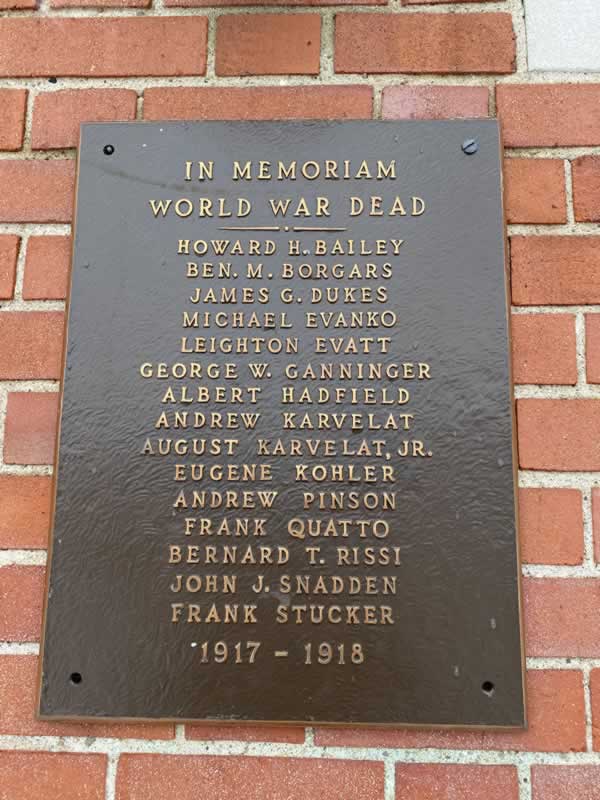 IN MEMORIAM
WORLD WAR DEAD
HOWARD H. BAILEY
BEN. M. BORGARS
JAMES G. DUKES
MICHAEL EVANKO
LEIGHTON EVATT
GEORGE W. GANNINGER
ALBERT HADFIELD
ANDREW KARVELAT
AUGUST KARVELAT, JR.
EUGENE KOHLER
ANDREW PINSON
FRANK QUATTO
BERNARD T. RISSI
JOHN J. SNADDEN
FRANK STUCKER
1917 - 1918